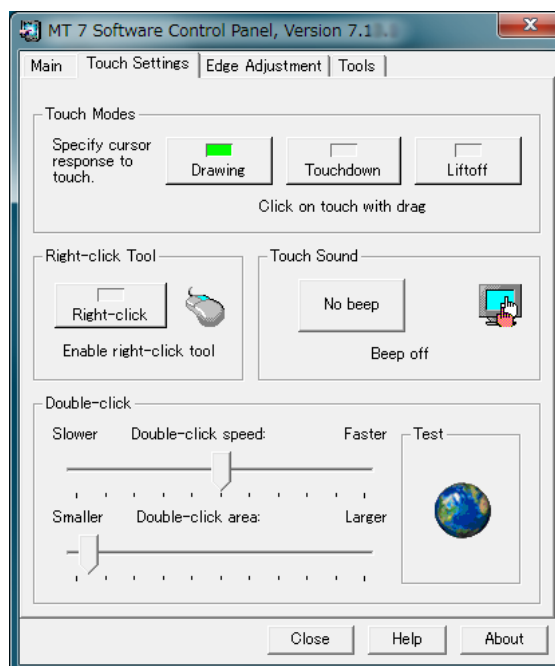 MT 7 Software Control Panel, Version 7.1
Main Touch Settings Edge Adjustment Tools
Touch Modes
Specify cursor
response to
touch.
Drawing Touchdown Liftoff
Click on touch with drag
Right-click Tool
Right-click
Enable right-click tool
Touch Sound
No beep
Beep off
Double-click
Slower Double-click speed: Faster
Smaller Double-click area: Larger
Test
Close Help About